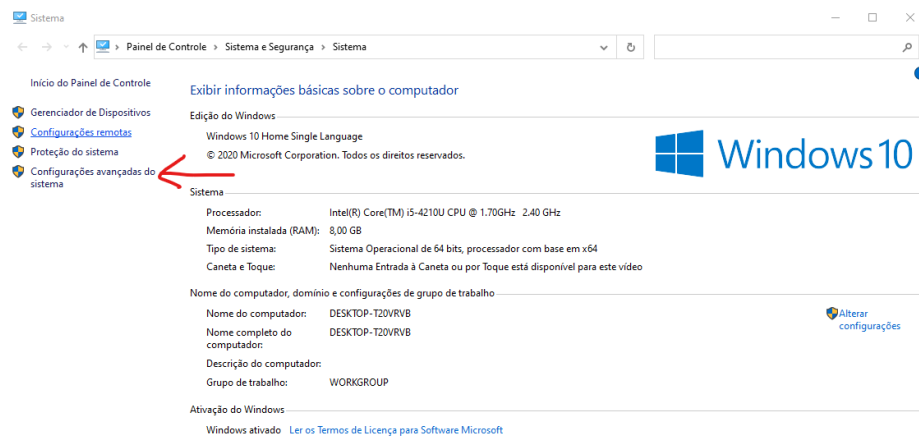 Sistema
Painel de Controle > Sistema e Segurança > Sistema
Início do Painel de Controle
Gerenciador de Dispositivos
Configurações remotas
Proteção do sistema
Configurações avançadas do
sistema
Exibir informações básicas sobre o computador
Edição do Windows
Windows 10 Home Single Language
© 2020 Microsoft Corporation. Todos os direitos reservados.
Windows 10
Sistema
Processador: Intel(R) Core(TM) i5-4210U CPU @ 1.70GHz 2.40 GHz
Memória instalada (RAM): 8,00 GB
Tipo de sistema: Sistema Operacional de 64 bits, processador com base em x64
Caneta e Toque: Nenhuma Entrada à Caneta ou por Toque está disponível para este vídeo
Nome do computador, domínio e configurações de grupo de trabalho
Nome do computador: DESKTOP-T20VRVB
Nome completo do
computador: DESKTOP-T20VRVB
Descrição do computador:
Grupo de trabalho: WORKGROUP
Alterar
configurações
Ativação do Windows
Windows ativado Ler os Termos de Licença para Software Microsoft